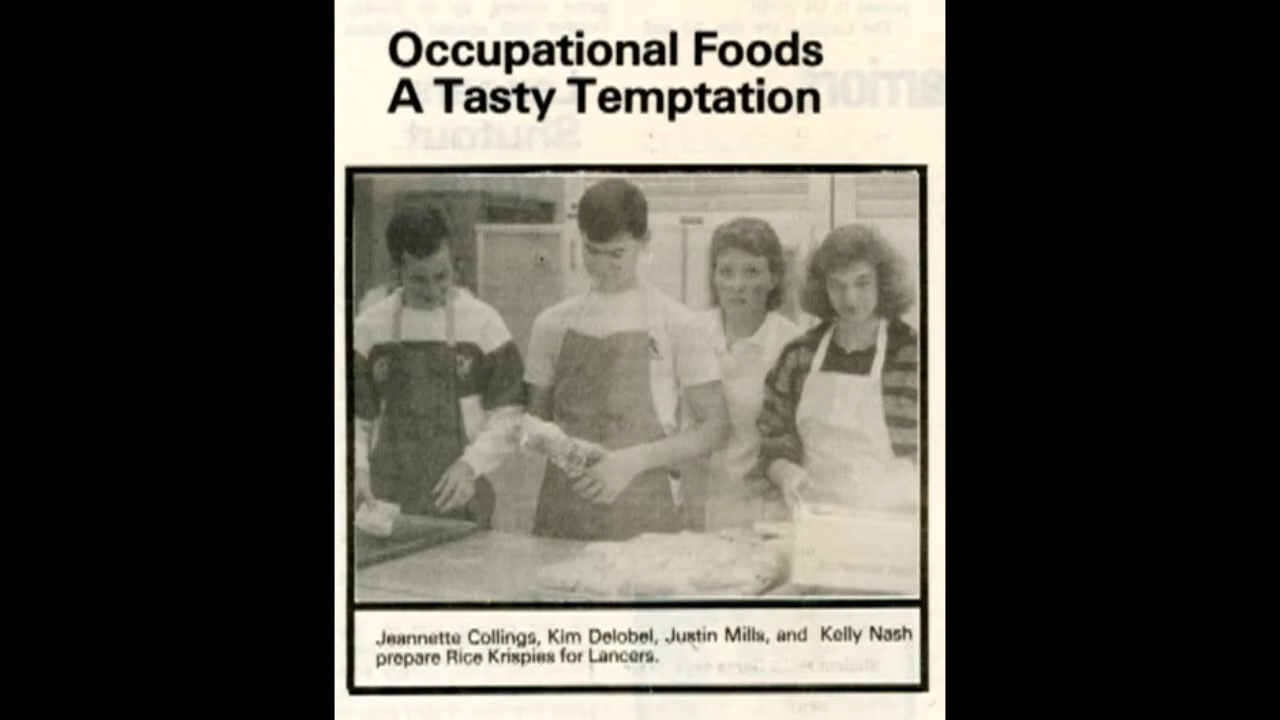 Occupational Foods
A Tasty Temptation
Jeannette Collings, Kim Delobel, Justin Mills, and Kelly Nash
prepare Rice Krispies for Lancers.